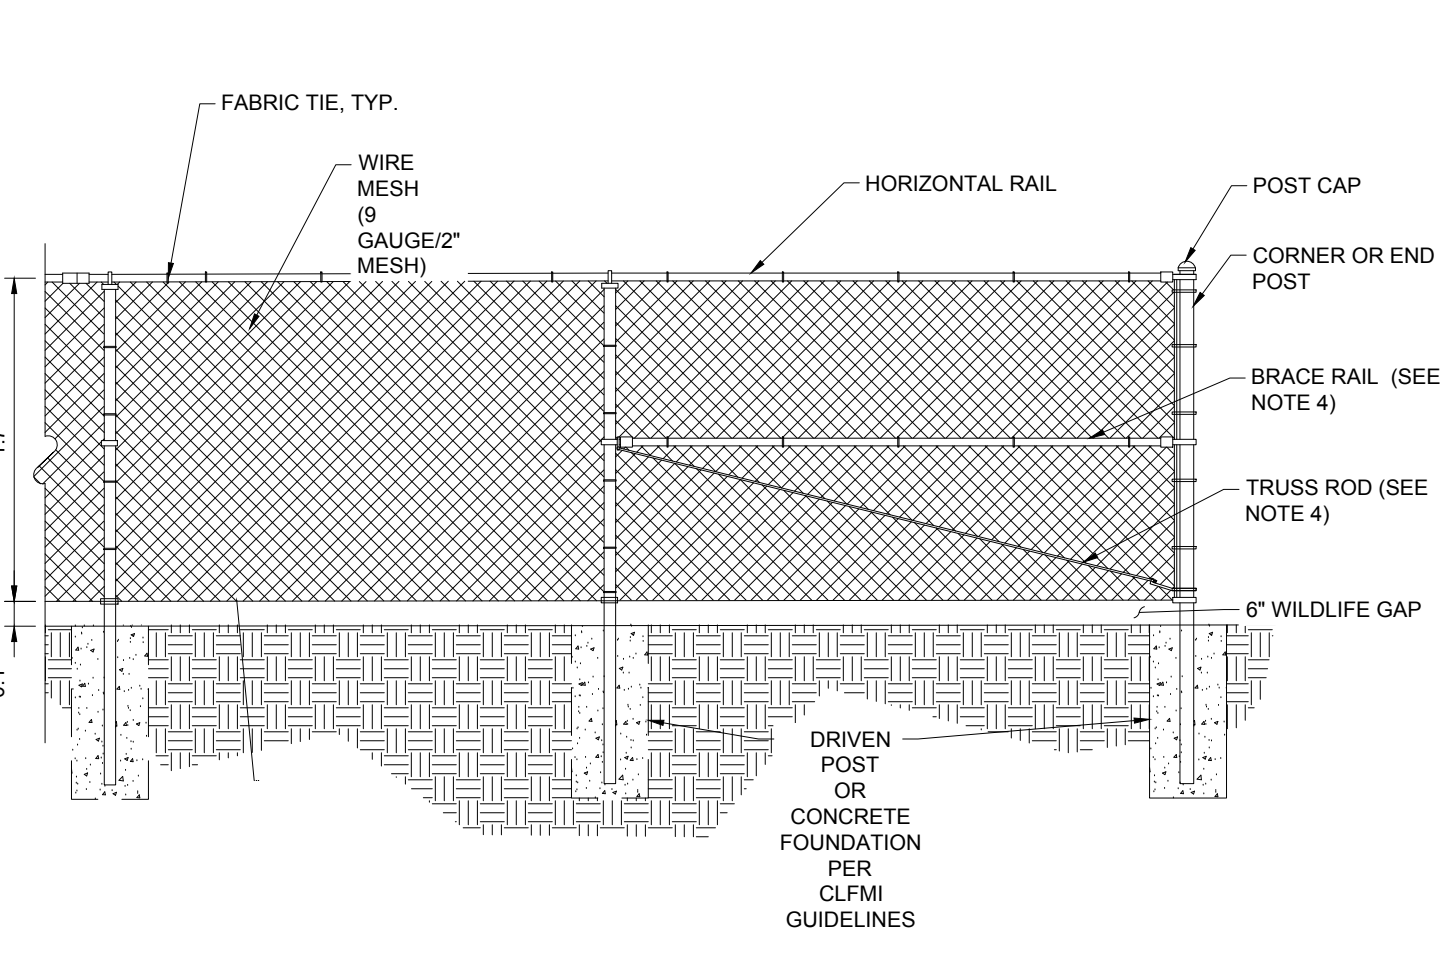 FABRIC TIE, TYP.
WIRE
MESH
(9
GAUGE/2"
MESH)
HORIZONTAL RAIL
POST CAP
CORNER OR END
POST
BRACE RAIL (SEE
NOTE 4)
TRUSS ROD (SEE
NOTE 4)
6" WILDLIFE GAP
DRIVEN
POST
OR
CONCRETE
FOUNDATION
PER
CLFMI
GUIDELINES